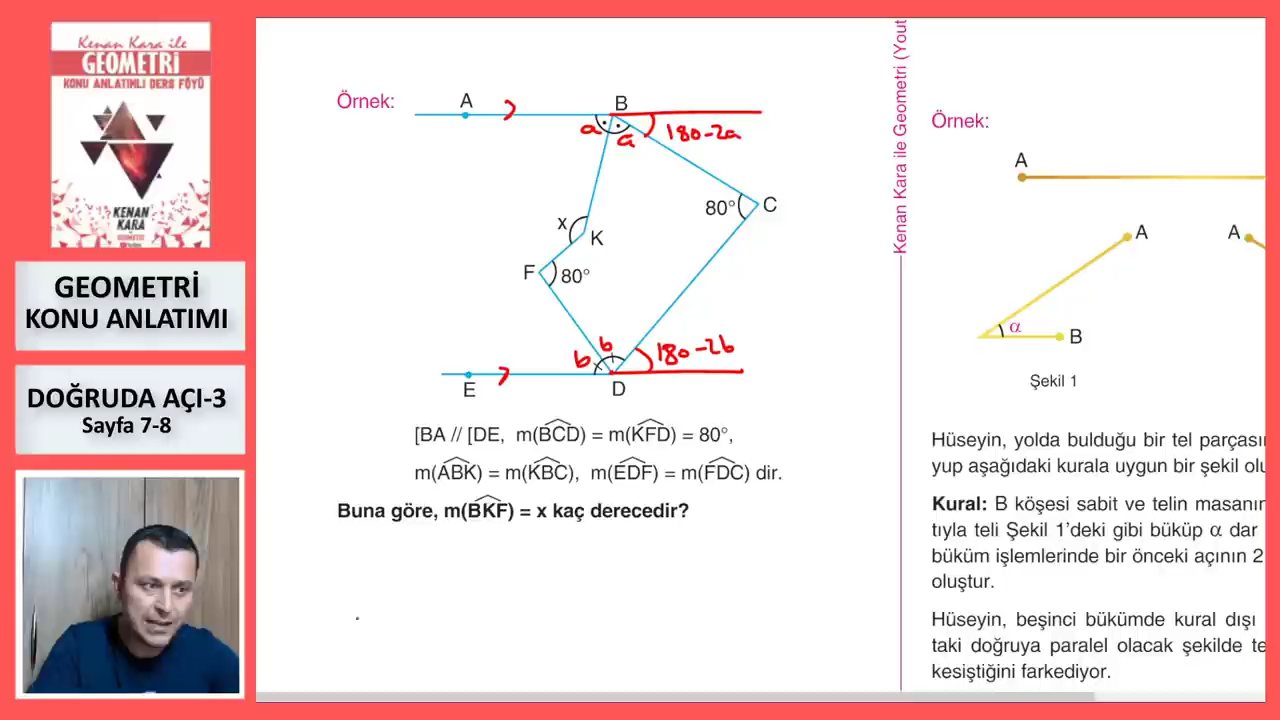 Kenan Kara ile
GEOMETRİ
KONU ANLATIMLI DERS FÖYÜ
KENAN
KARA
GEOMETRİ
KONU ANLATIMI
DOĞRUDA AÇI-3
Sayfa 7-8
Örnek:
A
B
a
a
180-2a
80°
C
x
K
F
80°
b
b
180-2b
E
D
[BA // [DE, m(BCD) = m(KFD) = 80°,
m(ABK) = m(KBC), m(EDF) = m(FDC) dir.
Buna göre, m(BKF) = x kaç derecedir?
Kenan Kara ile Geometri (Yout
Örnek:
A
A
A
α
B
Şekil 1
Hüseyin, yolda bulduğu bir tel parçası
yup aşağıdaki kurala uygun bir şekil olu
Kural: B köşesi sabit ve telin masanın
tıyla teli Şekil 1'deki gibi büküp α dar
büküm işlemlerinde bir önceki açının 2
oluştur.
Hüseyin, beşinci bükümde kural dışı
taki doğruya paralel olacak şekilde te
kesiştiğini farkediyor.